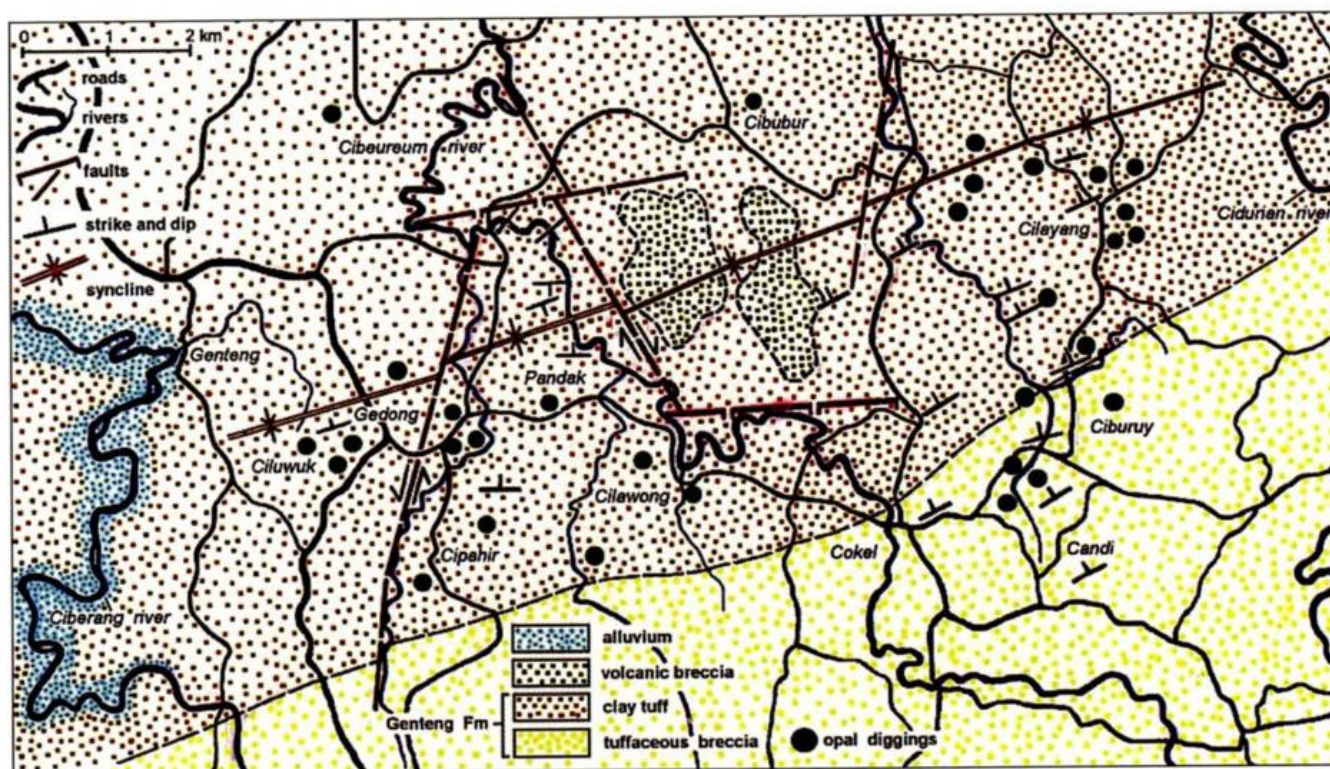 0 2 km
roads
rivers
faults
strike and dip
syncline
Cibeureum river
Cibubur
Cilayang
Cidurian river
Genteng
Gedong
Pandak
Ciluwuk
Cilawong
Ciburuy
Cipahir
Cokel
Candi
Ciberang river
alluvium
volcanic breccia
Genteng Fm
clay tuff
tuffaceous breccia
opal diggings